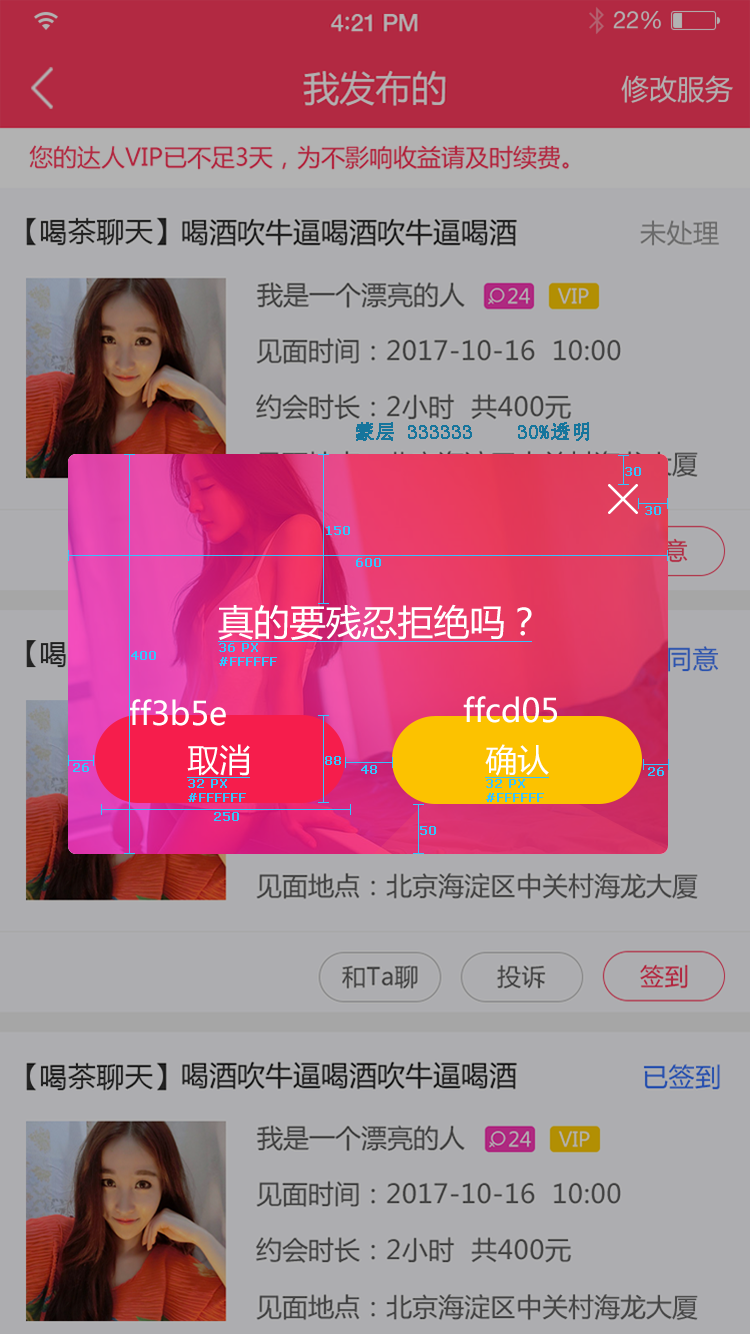 4:21 PM
22%
我发布的
修改服务
您的达人VIP已不足3天，为不影响收益请及时续费。
【喝茶聊天】喝酒吹牛逼喝酒吹牛逼喝酒
未处理
我是一个漂亮的人
24
VIP
见面时间：2017-10-16 10:00
约会时长：2小时 共400元
蒙层 333333 30%透明
大厦
30
30
150
600
意
真的要残忍拒绝吗？
36 PX
#FFFFFF
400
【喝
同意
ff3b5e
ffcd05
取消
确认
26
88
48
26
32 PX
#FFFFFF
32 PX
#FFFFFF
250
50
见面地点：北京海淀区中关村海龙大厦
和Ta聊
投诉
签到
【喝茶聊天】喝酒吹牛逼喝酒吹牛逼喝酒
已签到
我是一个漂亮的人
24
VIP
见面时间：2017-10-16 10:00
约会时长：2小时 共400元
见面地点：北京海淀区中关村海龙大厦